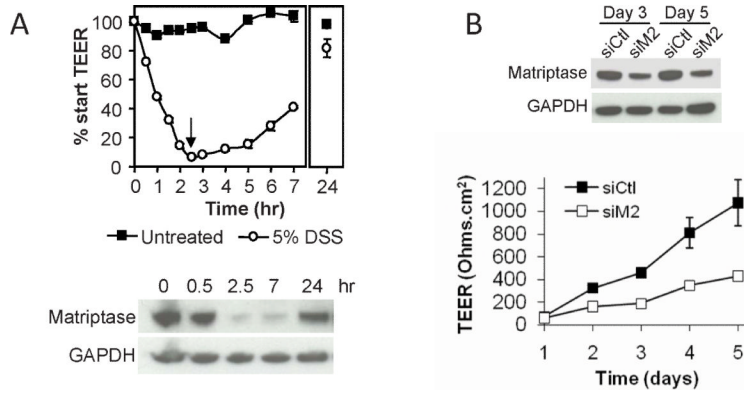 A
% start TEER
100
80
60
40
20
0
0 1 2 3 4 5 6 7 24
Time (hr)
Untreated 5% DSS
0 0.5 2.5 7 24 hr
Matriptase
GAPDH
B
Day 3 Day 5
siCtl siM2 siCtl siM2
Matriptase
GAPDH
TEER (Ohms.cm²)
1200
1000
800
600
400
200
0
siCtl
siM2
1 2 3 4 5
Time (days)